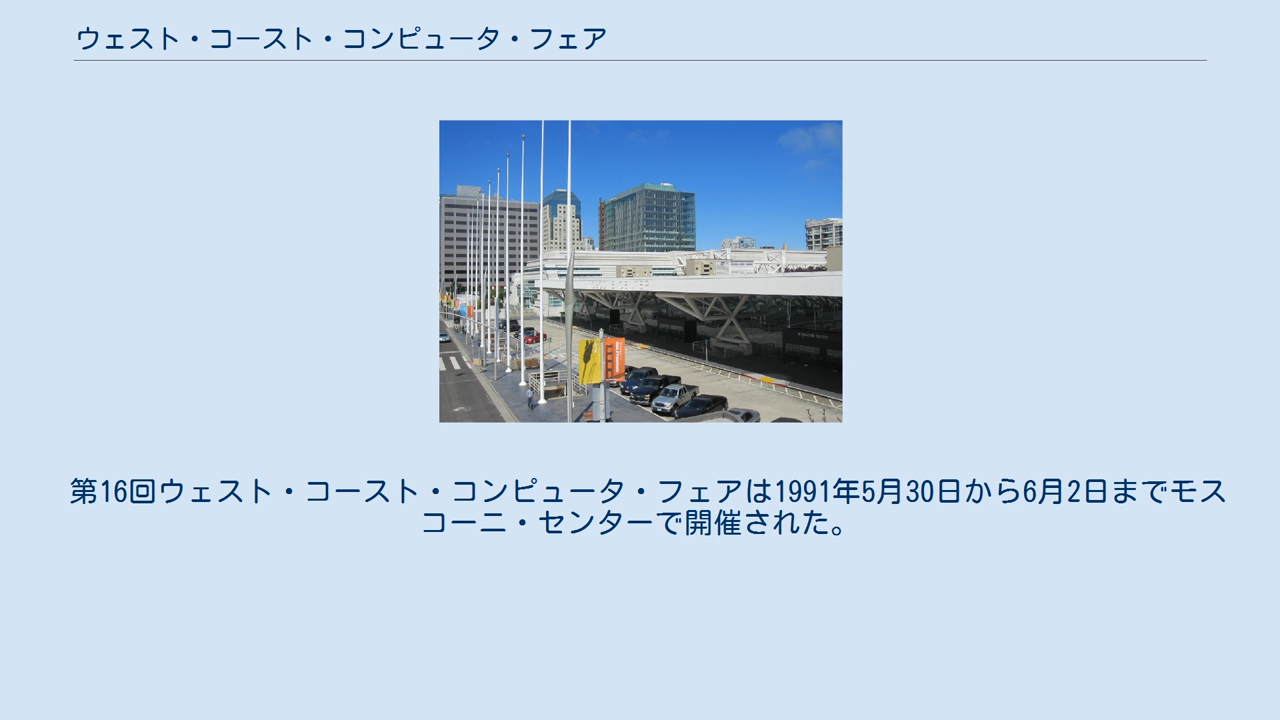 ウェスト・コースト・コンピュータ・フェア
第16回ウェスト・コースト・コンピュータ・フェアは1991年5月30日から6月2日までモス
コーニ・センターで開催された。